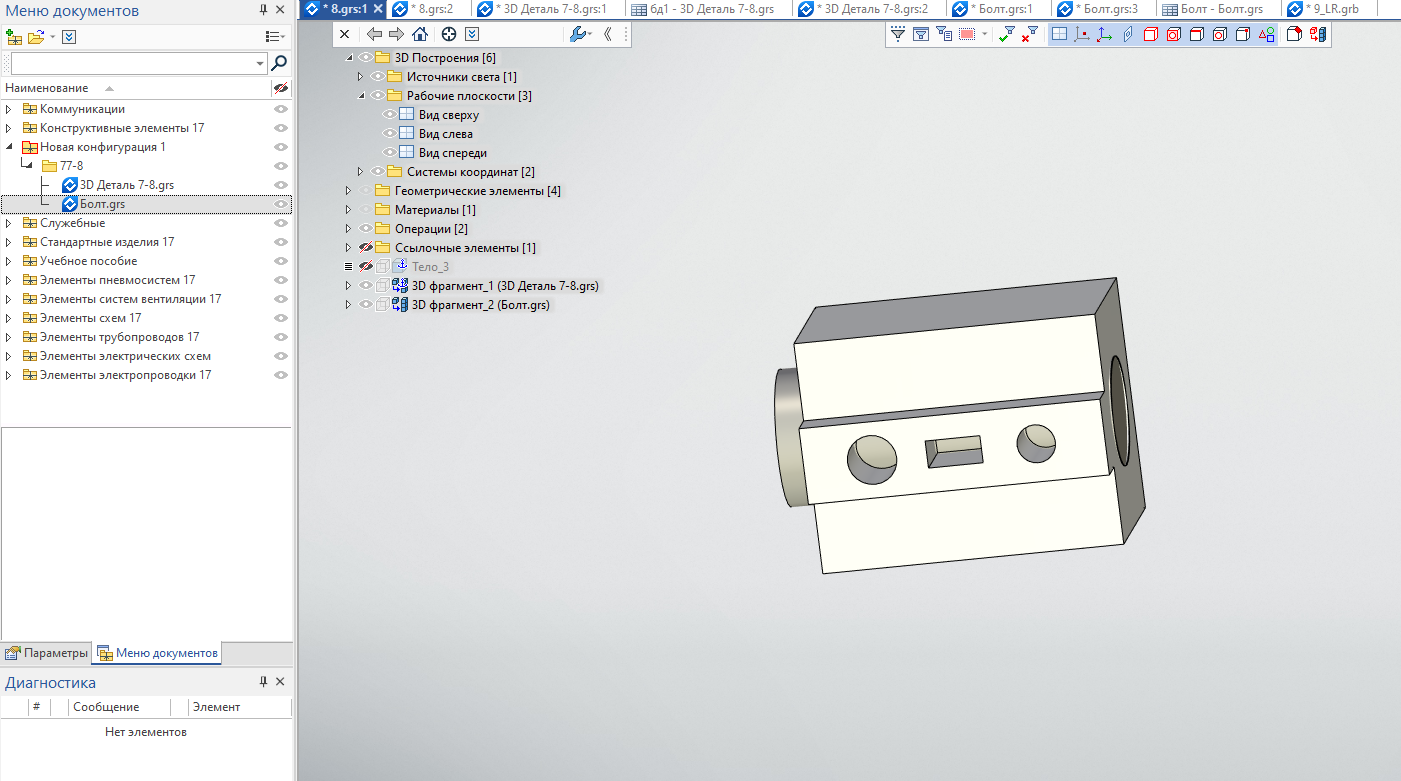 Меню документов
* 8.grs:1
* 8.grs:2
* 3D Деталь 7-8.grs:1
бд1 - 3D Деталь 7-8.grs
* 3D Деталь 7-8.grs:2
* Болт.grs:1
* Болт.grs:3
Болт - Болт.grs
* 9_LR.grb
Наименование
Коммуникации
Конструктивные элементы 17
Новая конфигурация 1
77-8
3D Деталь 7-8.grs
Болт.grs
Служебные
Стандартные изделия 17
Учебное пособие
Элементы пневмосистем 17
Элементы систем вентиляции 17
Элементы схем 17
Элементы трубопроводов 17
Элементы электрических схем
Элементы электропроводки 17
3D Построения [6]
Источники света [1]
Рабочие плоскости [3]
Вид сверху
Вид слева
Вид спереди
Системы координат [2]
Геометрические элементы [4]
Материалы [1]
Операции [2]
Ссылочные элементы [1]
Тело_3
3D фрагмент_1 (3D Деталь 7-8.grs)
3D фрагмент_2 (Болт.grs)
Параметры
Меню документов
Диагностика
# Сообщение Элемент
Нет элементов